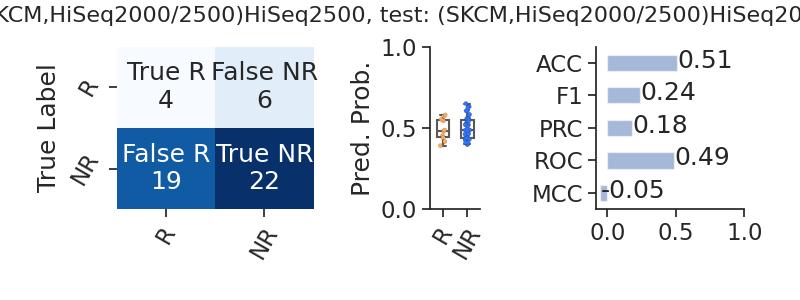 KCM,HiSeq2000/2500)HiSeq2500, test: (SKCM,HiSeq2000/2500)HiSeq20
True Label
R
NR
True R
4
False NR
6
False R
19
True NR
22
R
NR
Pred. Prob.
1.0
0.5
0.0
R
NR
ACC
0.51
F1
0.24
PRC
0.18
ROC
0.49
MCC
-0.05
0.0
0.5
1.0